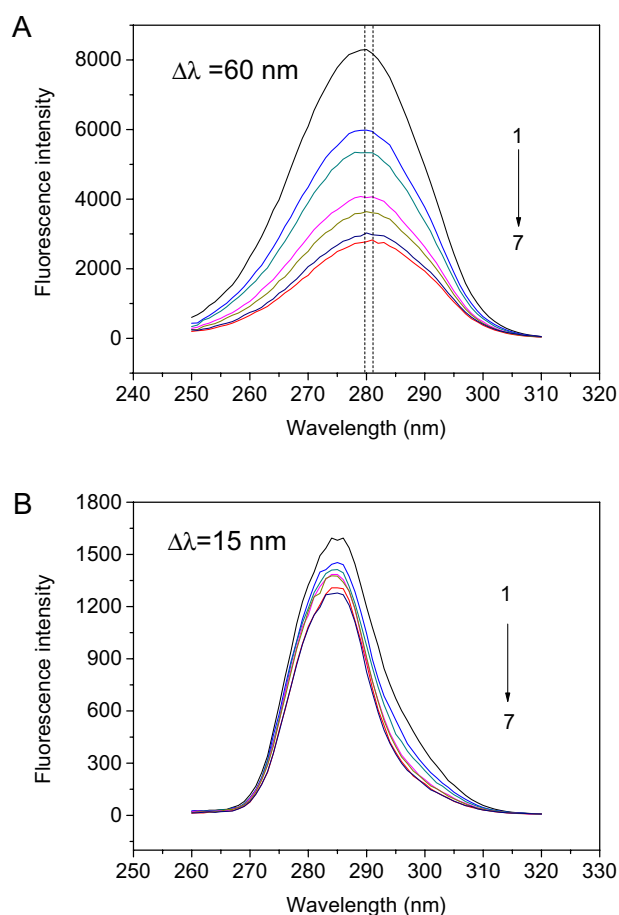 A
Δλ =60 nm
Fluorescence intensity
8000
6000
4000
2000
0
1
7
240 250 260 270 280 290 300 310 320
Wavelength (nm)
B
Δλ=15 nm
Fluorescence intensity
1800
1500
1200
900
600
300
0
1
7
250 260 270 280 290 300 310 320 330
Wavelength (nm)